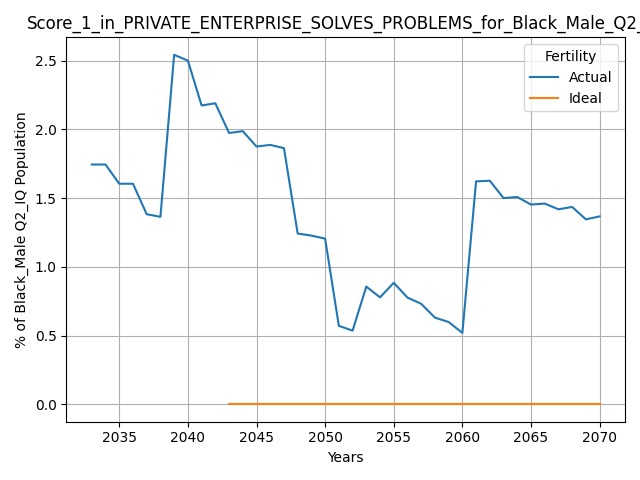 Score_1_in_PRIVATE_ENTERPRISE_SOLVES_PROBLEMS_for_Black_Male_Q2_
Fertility
Actual
Ideal
% of Black_Male Q2_IQ Population
2.5
2.0
1.5
1.0
0.5
0.0
2035 2040 2045 2050 2055 2060 2065 2070
Years